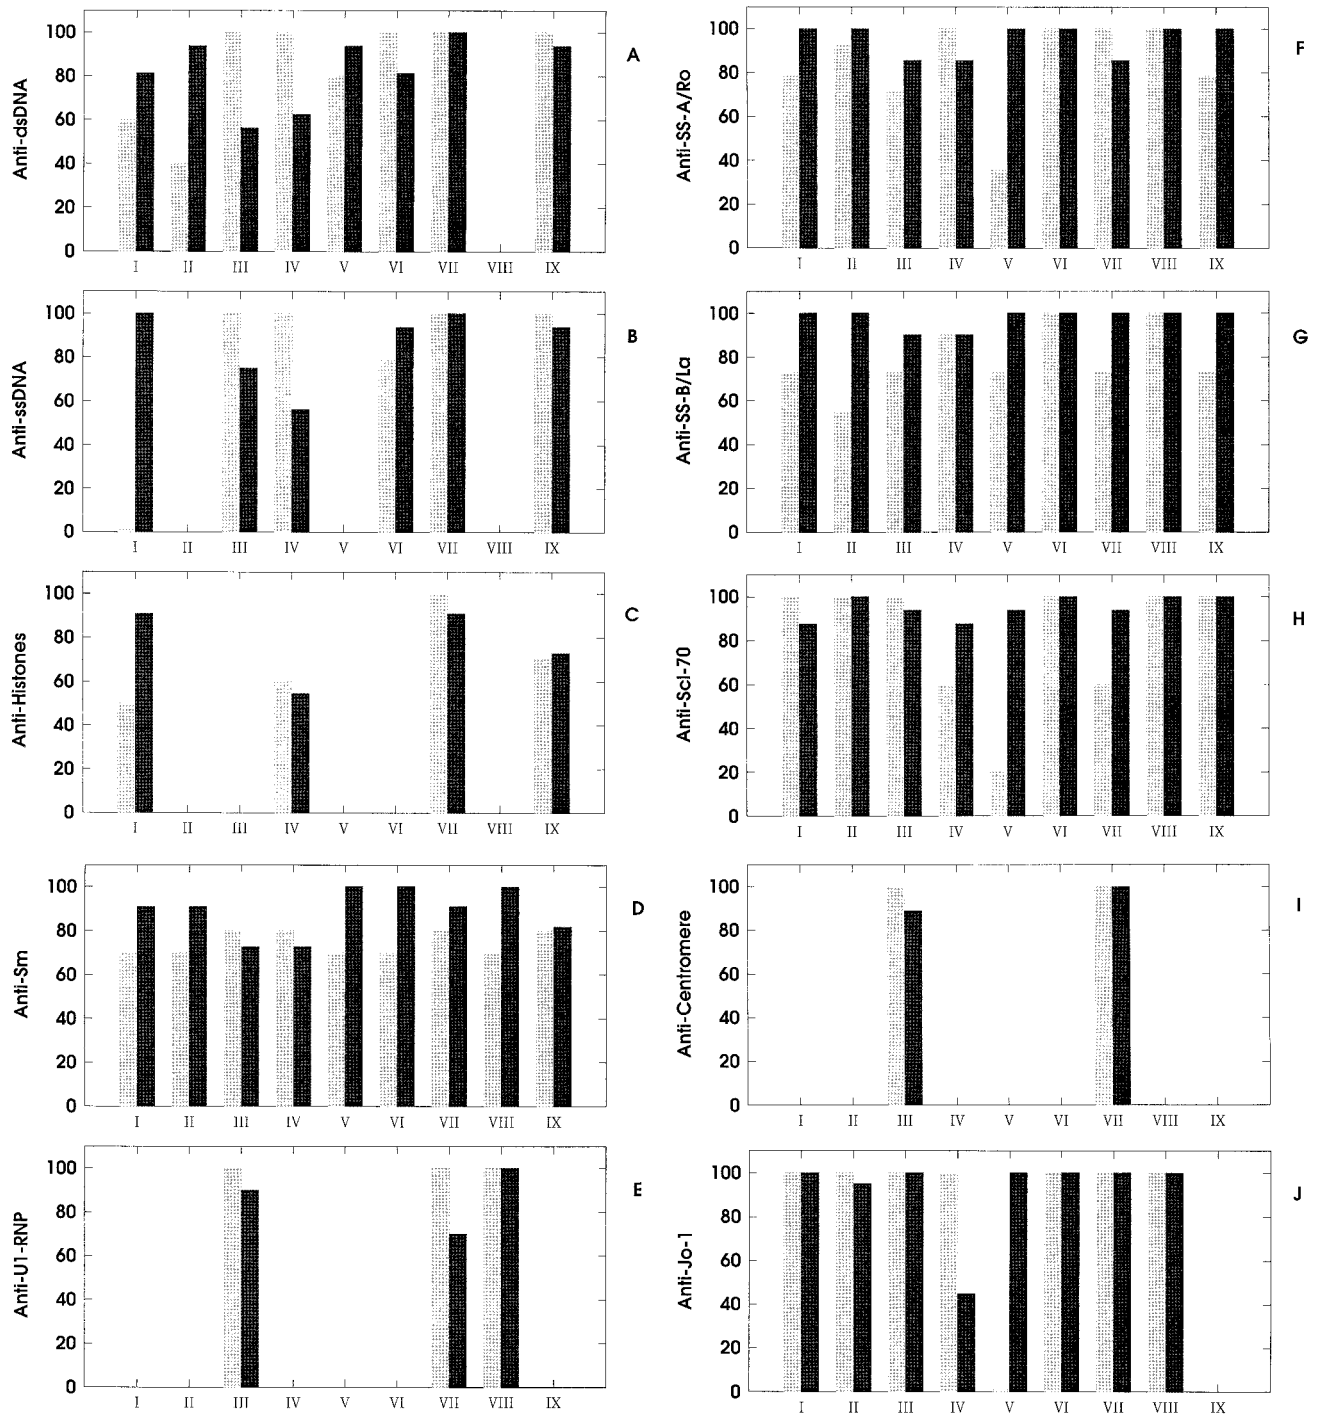 Anti-dsDNA
100
80
60
40
20
0
I II III IV V VI VII VIII IX
A
Anti-ssDNA
100
80
60
40
20
0
I II III IV V VI VII VIII IX
B
Anti-Histones
100
80
60
40
20
0
I II III IV V VI VII VIII IX
C
Anti-Sm
100
80
60
40
20
0
I II III IV V VI VII VIII IX
D
Anti-U1-RNP
100
80
60
40
20
0
I II III IV V VI VII VIII IX
E
Anti-SS-A/Ro
100
80
60
40
20
0
I II III IV V VI VII VIII IX
F
Anti-SS-B/La
100
80
60
40
20
0
I II III IV V VI VII VIII IX
G
Anti-Scl-70
100
80
60
40
20
0
I II III IV V VI VII VIII IX
H
Anti-Centromere
100
80
60
40
20
0
I II III IV V VI VII VIII IX
I
Anti-Jo-1
100
80
60
40
20
0
I II III IV V VI VII VIII IX
J